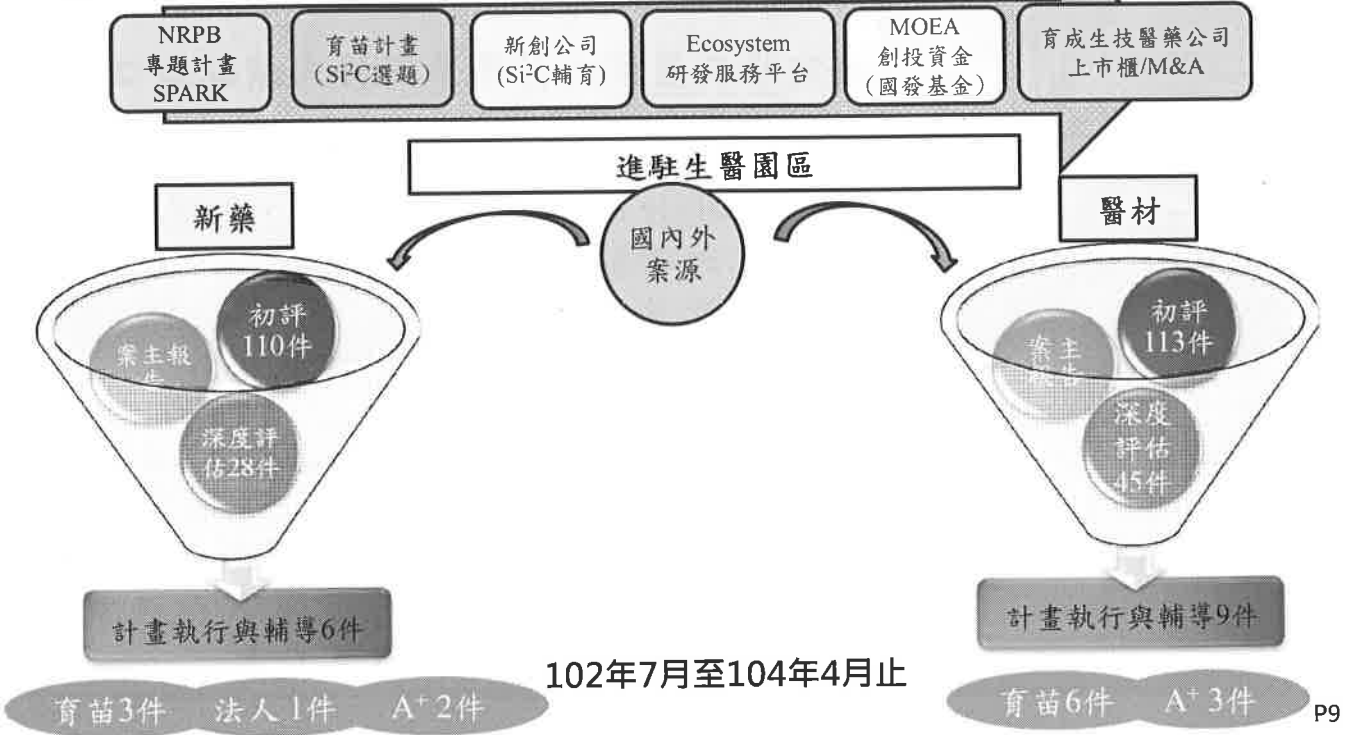 NRPB
專題計畫
SPARK
育苗計畫
(Si²C選題)
新創公司
(Si²C輔育)
Ecosystem
研發服務平台
MOEA
創投資金
(國發基金)
育成生技醫藥公司
上市櫃/M&A
進駐生醫園區
新藥
國內外
案源
醫材
初評
110件
案主報
告
深度評
估28件
初評
113件
案主
報告
深度
評估
45件
計畫執行與輔導6件
計畫執行與輔導9件
102年7月至104年4月止
育苗3件
法人1件
A⁺ 2件
育苗6件
A⁺ 3件
P9